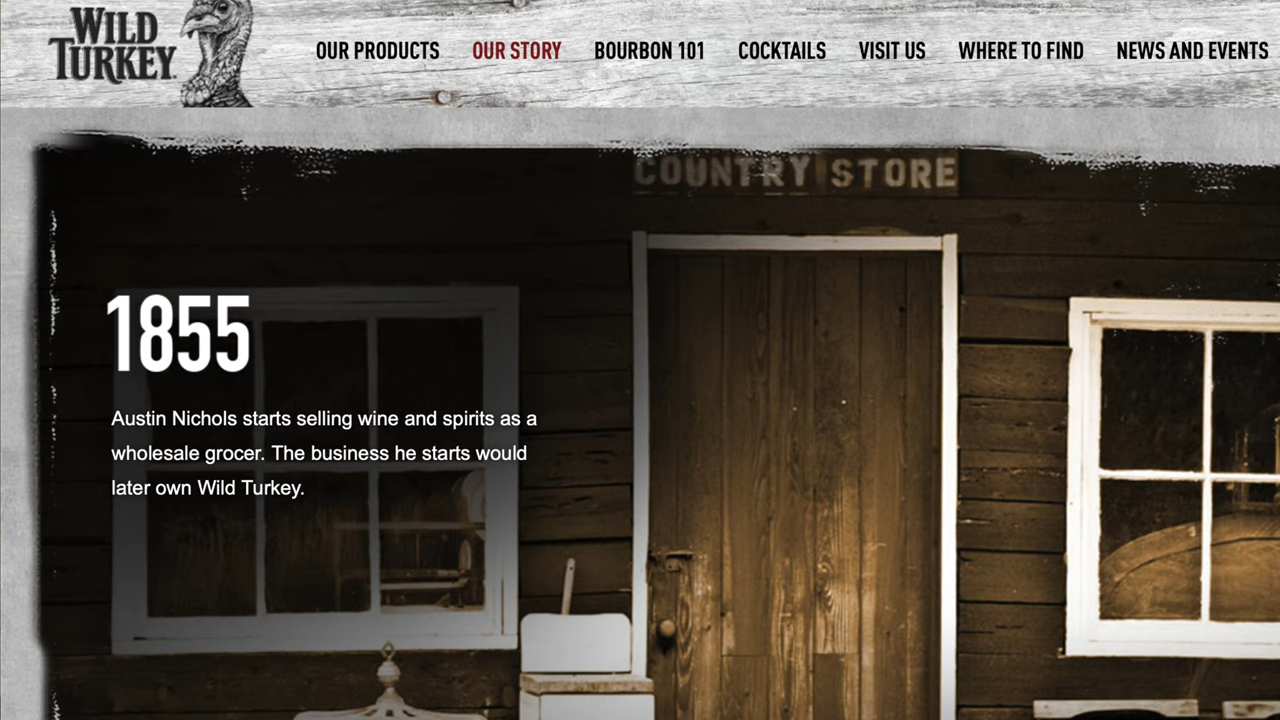 WILD
TURKEY
OUR PRODUCTS OUR STORY BOURBON 101 COCKTAILS VISIT US WHERE TO FIND NEWS AND EVENTS
COUNTRY STORE
1855
Austin Nichols starts selling wine and spirits as a
wholesale grocer. The business he starts would
later own Wild Turkey.